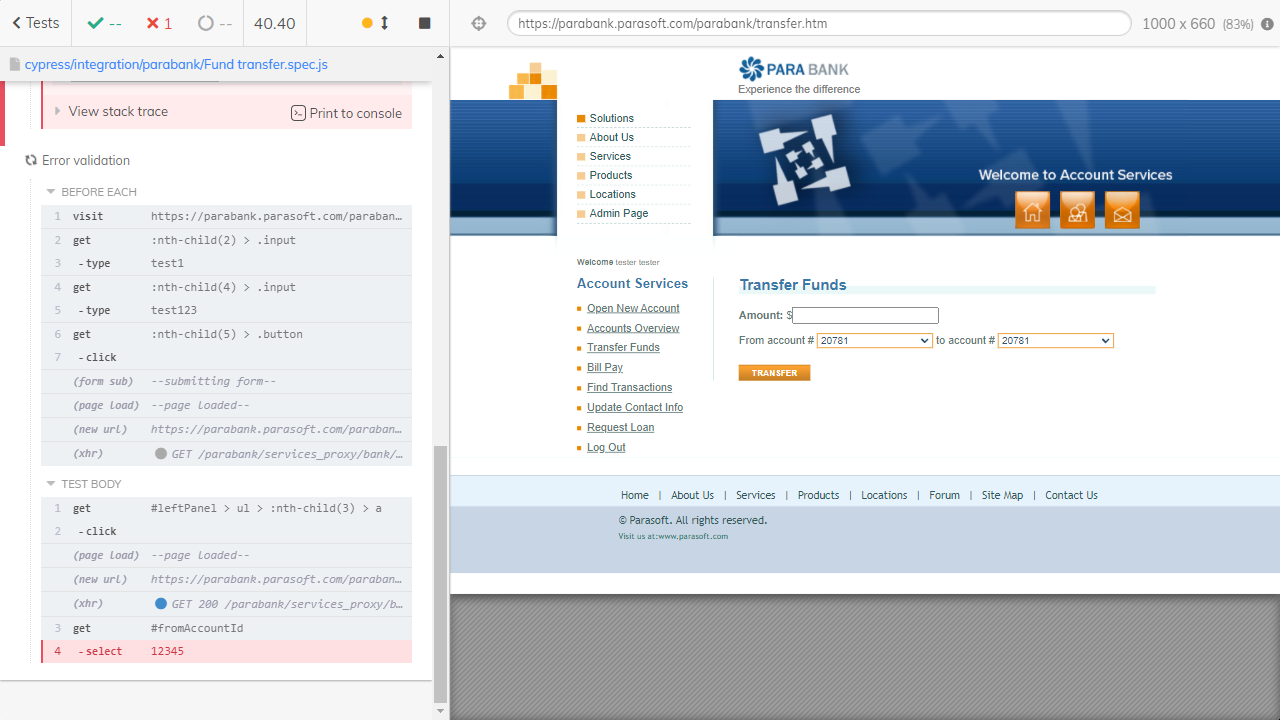 Tests
--
1
--
40.40
https://parabank.parasoft.com/parabank/transfer.htm
1000 x 660 (83%)
cypress/integration/parabank/Fund transfer.spec.js
View stack trace
Print to console
Error validation
BEFORE EACH
1 visit https://parabank.parasoft.com/paraban…
2 get :nth-child(2) > .input
3 -type test1
4 get :nth-child(4) > .input
5 -type test123
6 get :nth-child(5) > .button
7 -click
(form sub) --submitting form--
(page load) --page loaded--
(new url) https://parabank.parasoft.com/paraban…
(xhr) GET /parabank/services_proxy/bank/…
TEST BODY
1 get #leftPanel > ul > :nth-child(3) > a
2 -click
(page load) --page loaded--
(new url) https://parabank.parasoft.com/paraban…
(xhr) GET 200 /parabank/services_proxy/b…
3 get #fromAccountId
4 -select 12345
PARA BANK
Experience the difference
Solutions
About Us
Services
Products
Locations
Admin Page
Welcome to Account Services
Welcome tester tester
Account Services
Open New Account
Accounts Overview
Transfer Funds
Bill Pay
Find Transactions
Update Contact Info
Request Loan
Log Out
Transfer Funds
Amount: $
From account # 20781 to account # 20781
TRANSFER
Home | About Us | Services | Products | Locations | Forum | Site Map | Contact Us
© Parasoft. All rights reserved.
Visit us at:www.parasoft.com